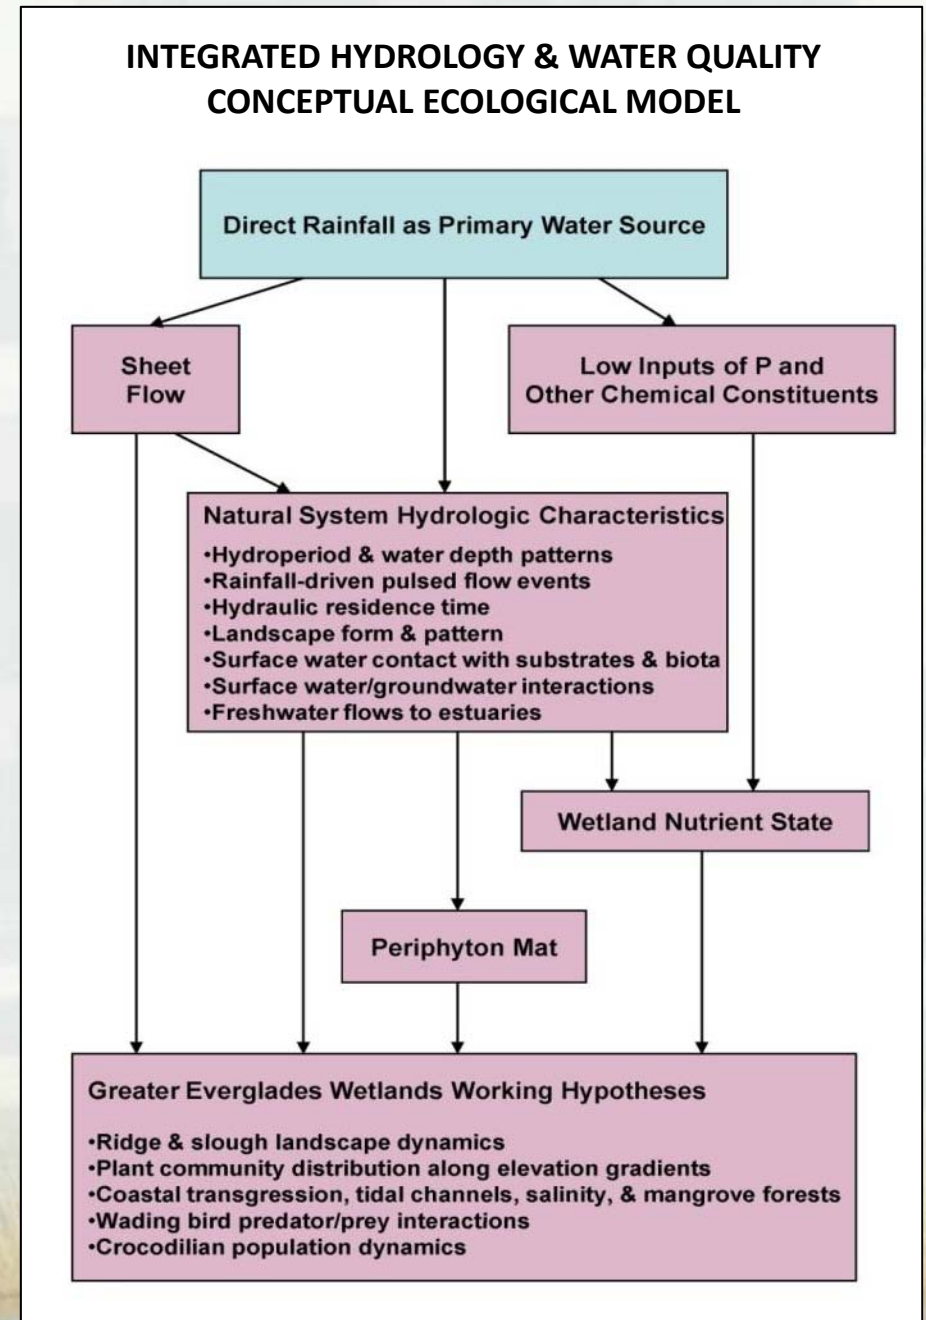 INTEGRATED HYDROLOGY & WATER QUALITY
CONCEPTUAL ECOLOGICAL MODEL
Direct Rainfall as Primary Water Source
Sheet
Flow
Low Inputs of P and
Other Chemical Constituents
Natural System Hydrologic Characteristics
•Hydroperiod & water depth patterns
•Rainfall-driven pulsed flow events
•Hydraulic residence time
•Landscape form & pattern
•Surface water contact with substrates & biota
•Surface water/groundwater interactions
•Freshwater flows to estuaries
Wetland Nutrient State
Periphyton Mat
Greater Everglades Wetlands Working Hypotheses
•Ridge & slough landscape dynamics
•Plant community distribution along elevation gradients
•Coastal transgression, tidal channels, salinity, & mangrove forests
•Wading bird predator/prey interactions
•Crocodilian population dynamics